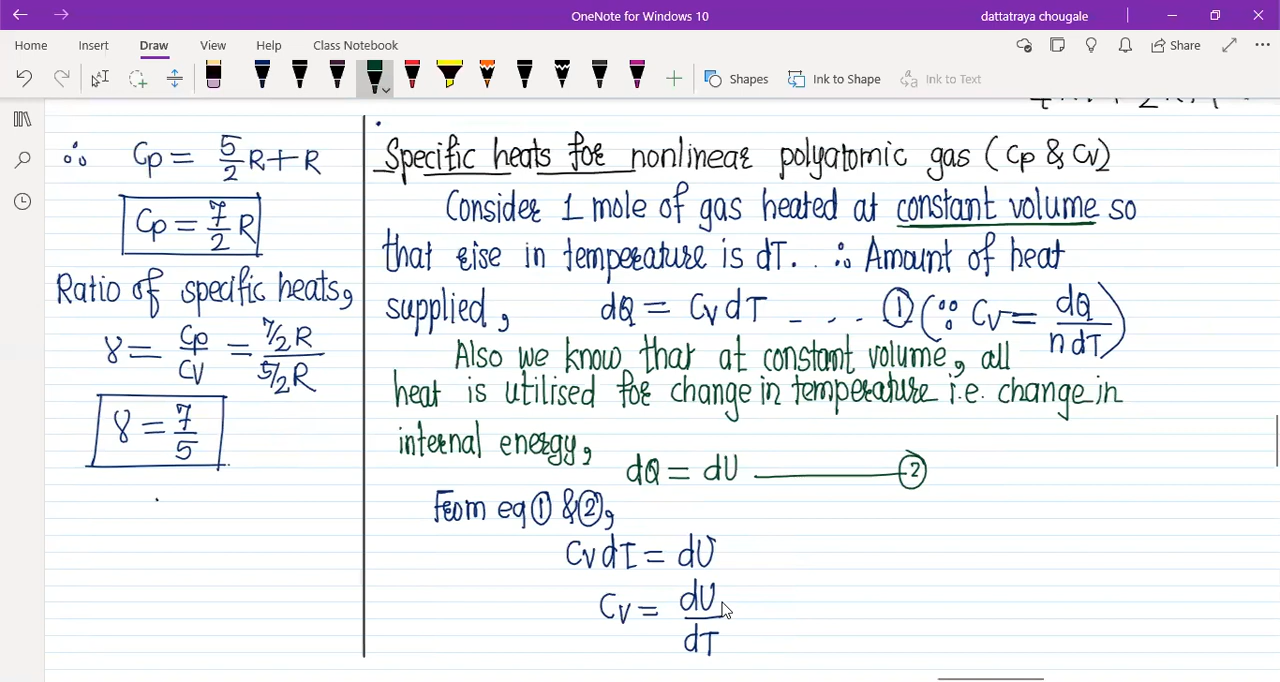 OneNote for Windows 10
dattatraya chougale
Home Insert Draw View Help Class Notebook
Share
Shapes Ink to Shape Ink to Text
∴ Cp = 5/2 R + R
Cp = 7/2 R
Ratio of specific heats,
γ = Cp/Cv = 7/2 R / 5/2 R
γ = 7/5
Specific heats for nonlinear polyatomic gas (Cp & Cv)
Consider 1 mole of gas heated at constant volume so
that rise in temperature is dT. ∴ Amount of heat
supplied, dQ = Cv dT - - - - ① (∵ Cv = dQ/n dT)
Also we know that at constant volume, all
heat is utilised for change in temperature i.e. change in
internal energy,
dQ = dU ——— ②
From eq ① & ②,
Cv dT = dU
Cv = dU/dT